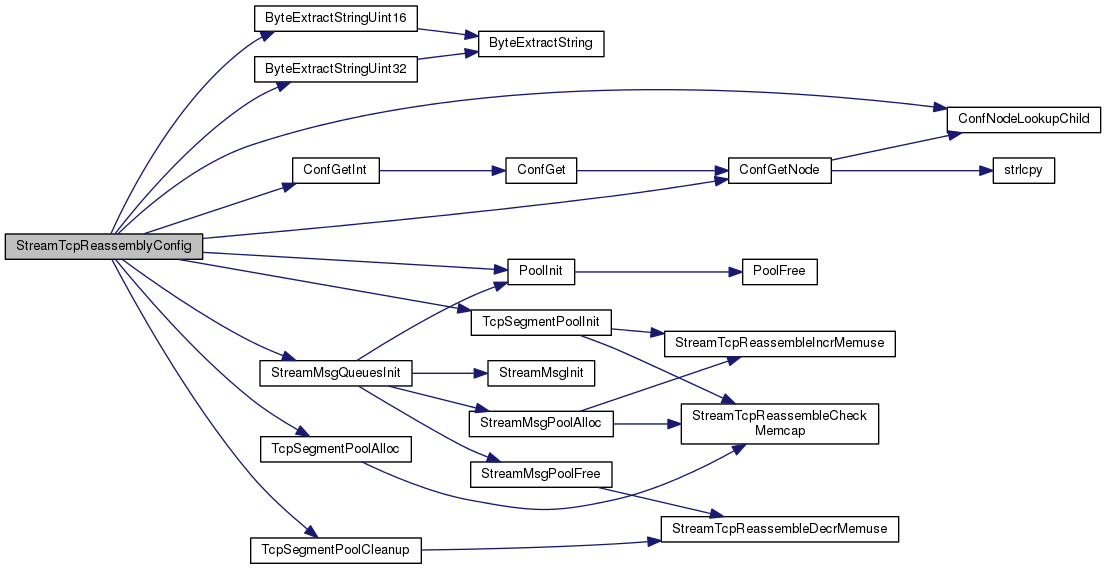 ByteExtractStringUint16
ByteExtractString
ByteExtractStringUint32
ConfNodeLookupChild
ConfGetInt
ConfGet
ConfGetNode
strlcpy
StreamTcpReassemblyConfig
PoolInit
PoolFree
TcpSegmentPoolInit
StreamTcpReassembleIncrMemuse
StreamMsgQueuesInit
StreamMsgInit
StreamMsgPoolAlloc
StreamTcpReassembleCheck
Memcap
TcpSegmentPoolAlloc
StreamMsgPoolFree
StreamTcpReassembleDecrMemuse
TcpSegmentPoolCleanup